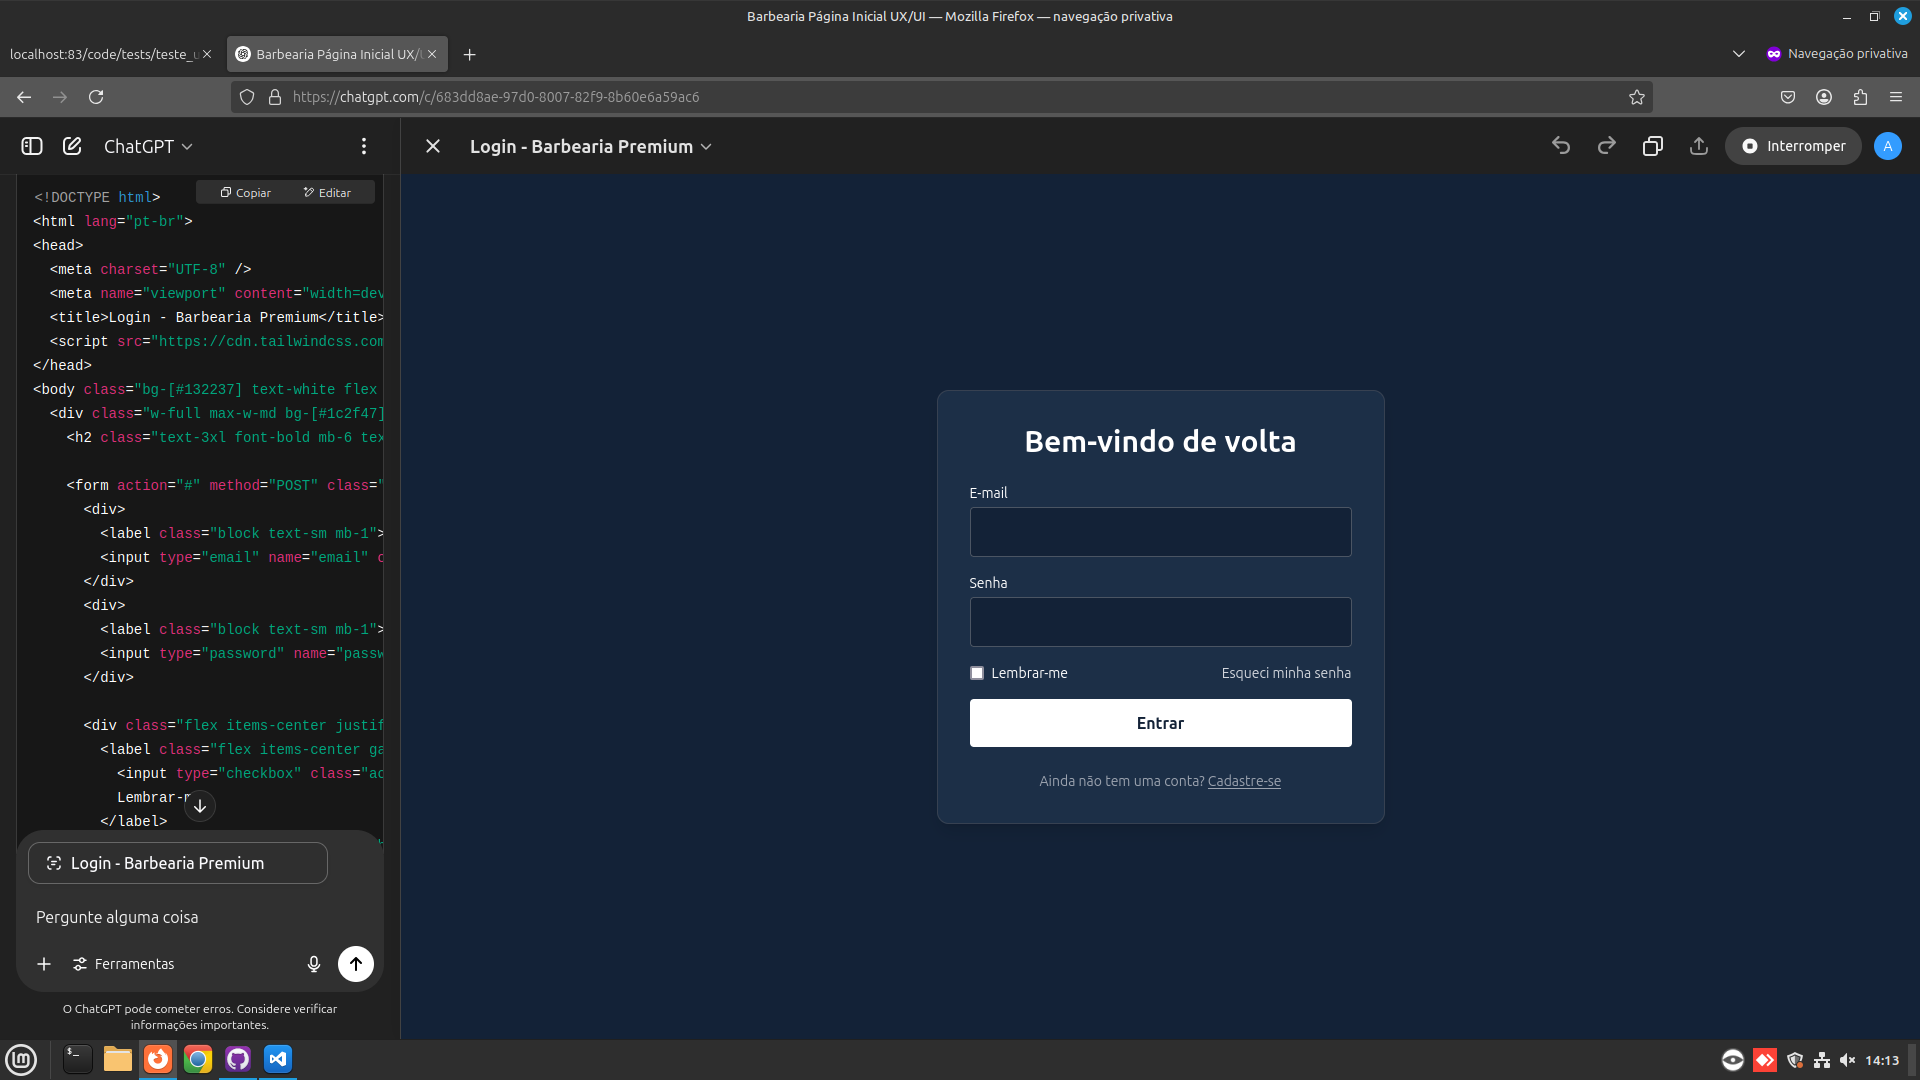 Barbearia Página Inicial UX/UI — Mozilla Firefox — navegação privativa
localhost:83/code/tests/teste_u
Barbearia Página Inicial UX/U
Navegação privativa
https://chatgpt.com/c/683dd8ae-97d0-8007-82f9-8b60e6a59ac6
ChatGPT
Login - Barbearia Premium
Interromper
A
Copiar
Editar
<!DOCTYPE html>
<html lang="pt-br">
<head>
<meta charset="UTF-8" />
<meta name="viewport" content="width=dev
<title>Login - Barbearia Premium</title>
<script src="https://cdn.tailwindcss.com
</head>
<body class="bg-[#132237] text-white flex
<div class="w-full max-w-md bg-[#1c2f47]
<h2 class="text-3xl font-bold mb-6 tex
<form action="#" method="POST" class="
<div>
<label class="block text-sm mb-1">
<input type="email" name="email" c
</div>
<div>
<label class="block text-sm mb-1">
<input type="password" name="passw
</div>
<div class="flex items-center justif
<label class="flex items-center ga
<input type="checkbox" class="ac
Lembrar-m
</label>
Login - Barbearia Premium
Pergunte alguma coisa
Ferramentas
O ChatGPT pode cometer erros. Considere verificar
informações importantes.
Bem-vindo de volta
E-mail
Senha
Lembrar-me
Esqueci minha senha
Entrar
Ainda não tem uma conta? Cadastre-se
14:13